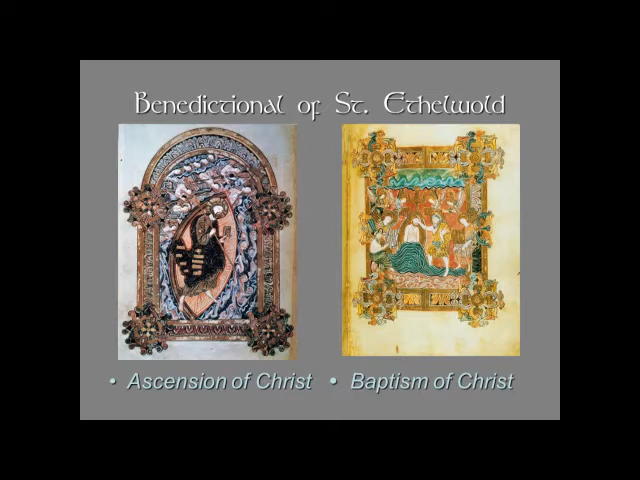 Benedictional of St. Ethelwold
• Ascension of Christ
• Baptism of Christ